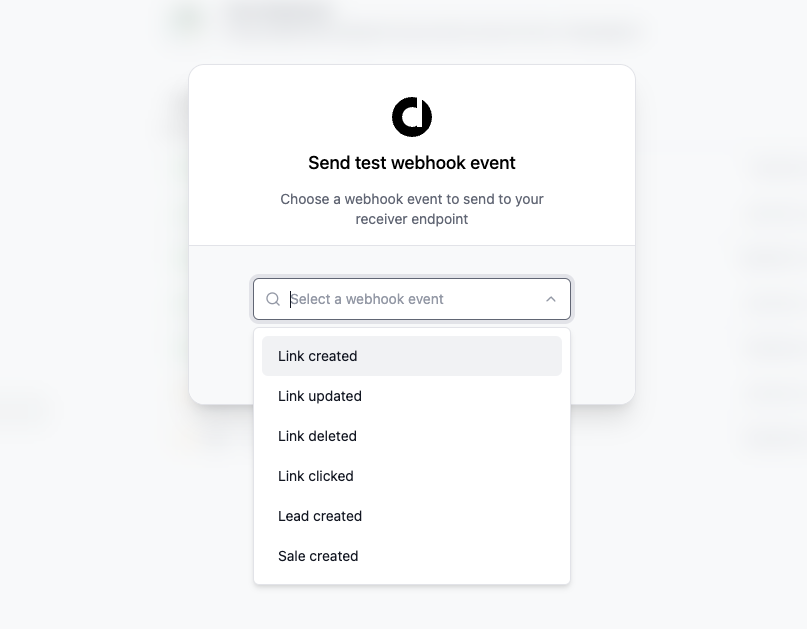 Send test webhook event
Choose a webhook event to send to your
receiver endpoint
Select a webhook event
Link created
Link updated
Link deleted
Link clicked
Lead created
Sale created